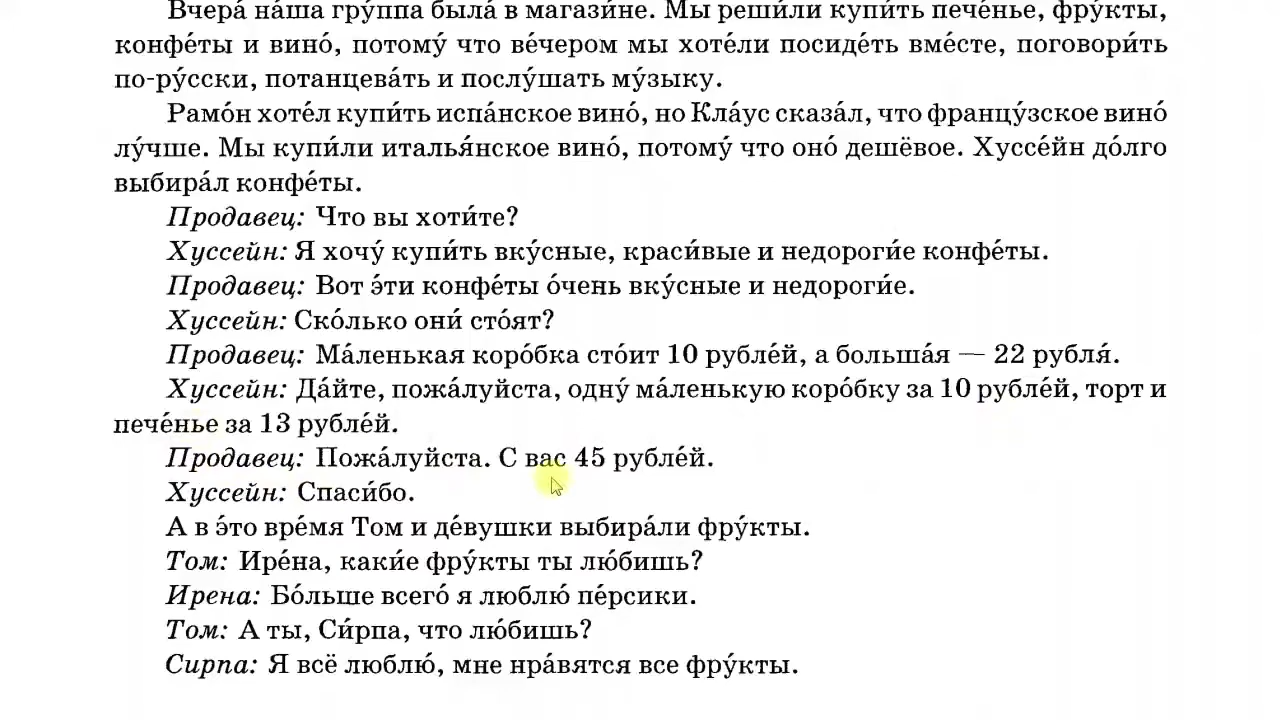 Вчера́ на́ша гру́ппа была́ в магази́не. Мы реши́ли купи́ть пече́нье, фру́кты,
конфе́ты и вино́, потому́ что ве́чером мы хоте́ли посиде́ть вме́сте, поговори́ть
по-ру́сски, потанцева́ть и послу́шать му́зыку.
Рамо́н хоте́л купи́ть испа́нское вино́, но Кла́ус сказа́л, что францу́зское вино́
лу́чше. Мы купи́ли италья́нское вино́, потому́ что оно́ дешёвое. Хуссе́йн до́лго
выбира́л конфе́ты.
Продавец: Что вы хоти́те?
Хуссейн: Я хочу́ купи́ть вку́сные, краси́вые и недороги́е конфе́ты.
Продавец: Вот э́ти конфе́ты о́чень вку́сные и недороги́е.
Хуссейн: Ско́лько они́ сто́ят?
Продавец: Ма́ленькая коро́бка сто́ит 10 рубле́й, а больша́я — 22 рубля́.
Хуссейн: Да́йте, пожа́луйста, одну́ ма́ленькую коро́бку за 10 рубле́й, торт и
пече́нье за 13 рубле́й.
Продавец: Пожа́луйста. С вас 45 рубле́й.
Хуссейн: Спаси́бо.
А в э́то вре́мя Том и де́вушки выбира́ли фру́кты.
Том: Ире́на, каки́е фру́кты ты лю́бишь?
Ирена: Бо́льше всего́ я люблю́ пе́рсики.
Том: А ты, Си́рпа, что лю́бишь?
Сирпа: Я всё люблю́, мне нра́вятся все фру́кты.